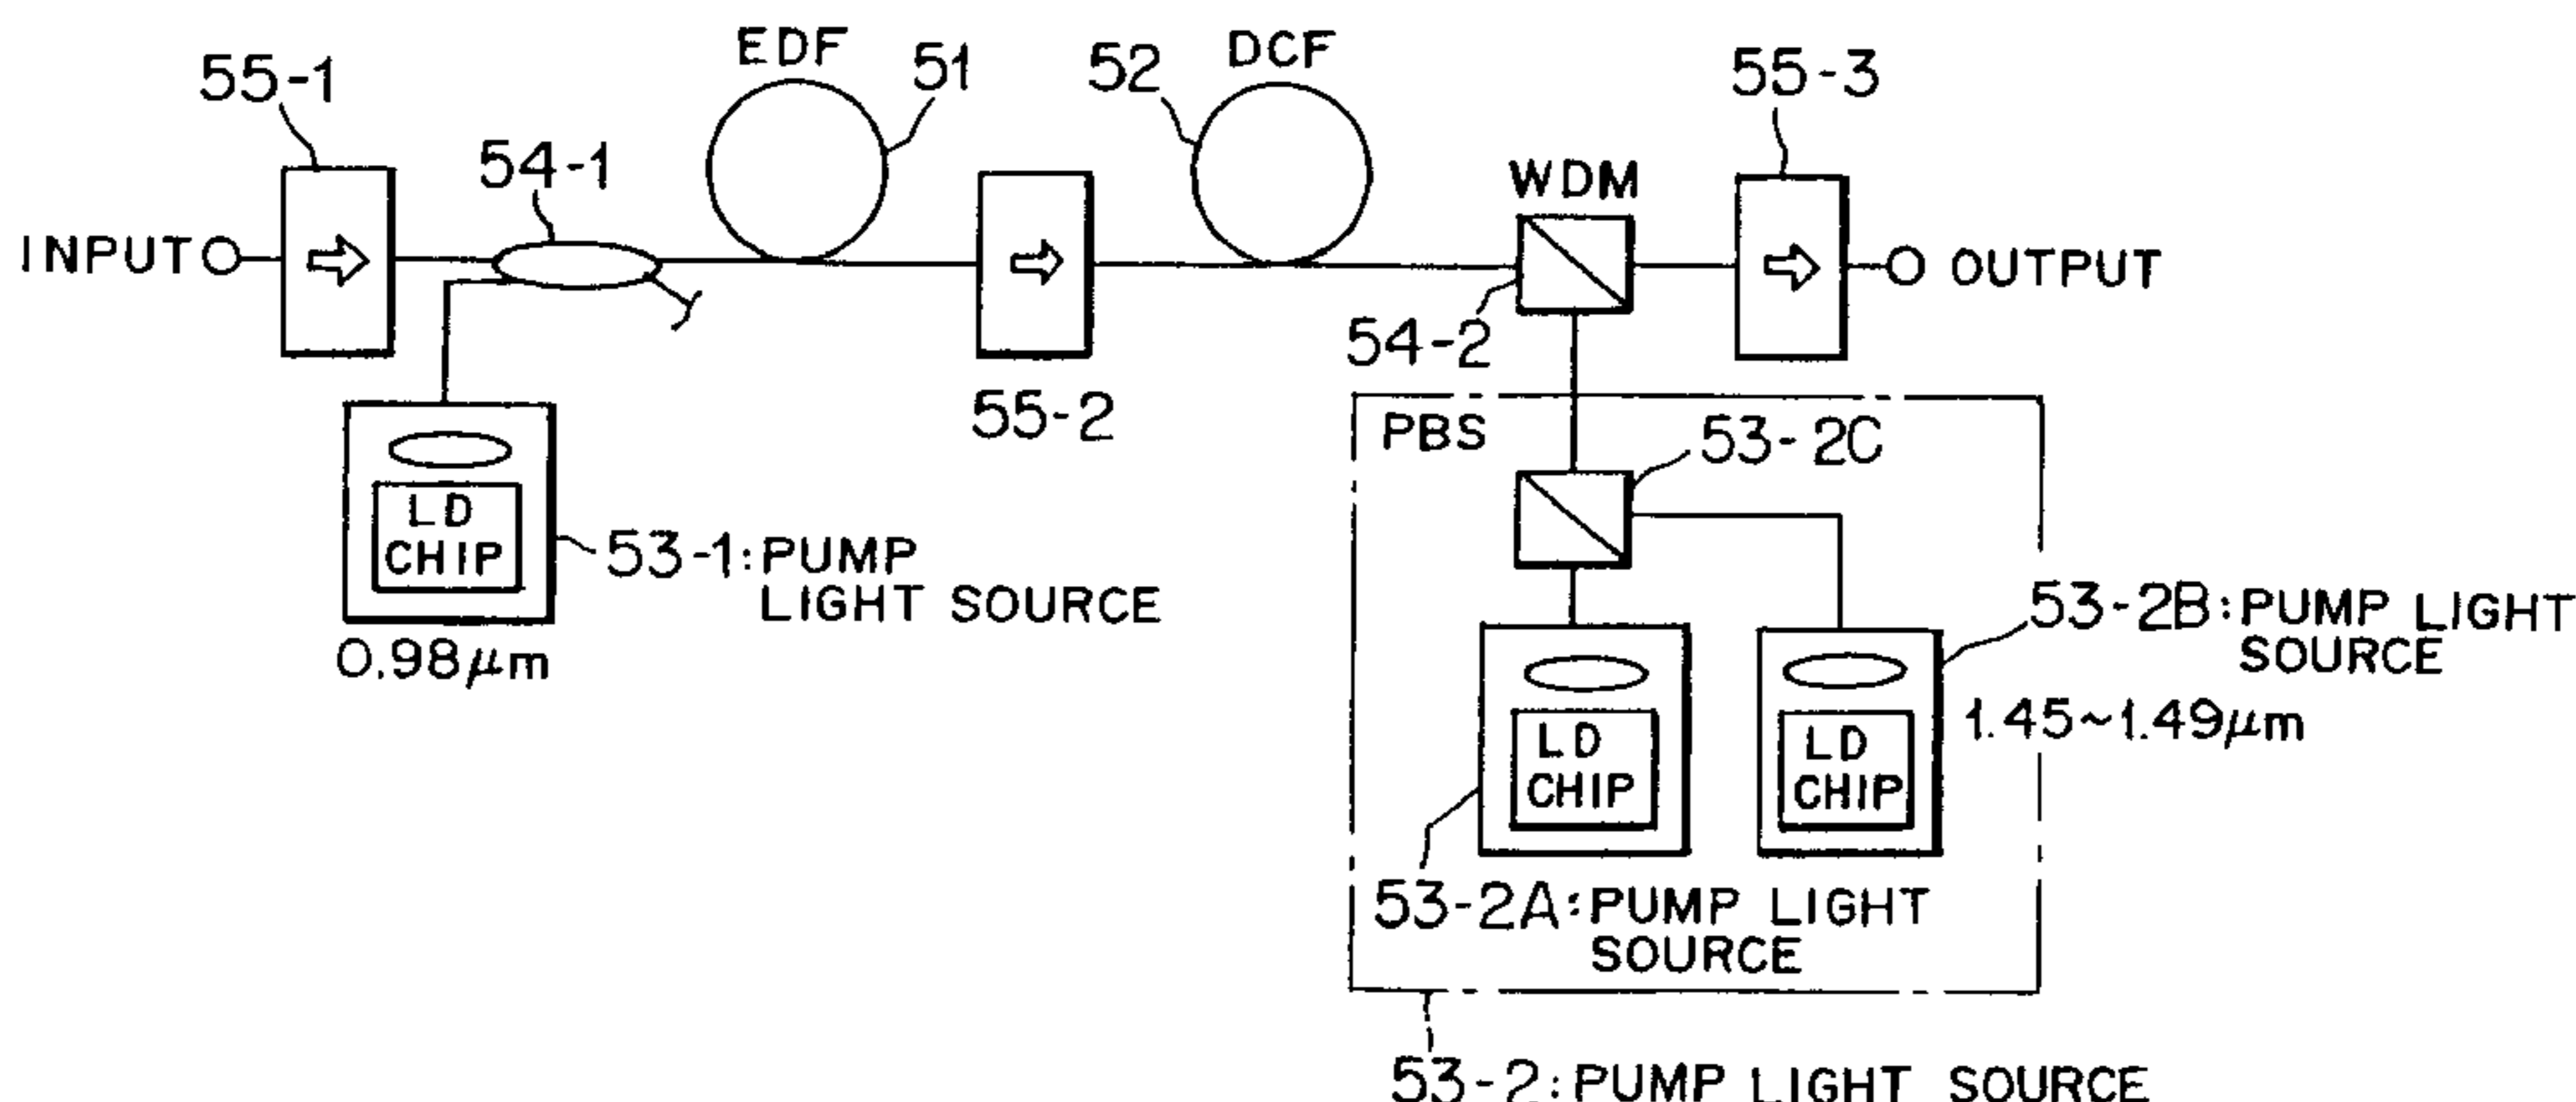 EDF
51
52
DCF
55-1
55-3
54-1
WDM
INPUT
OUTPUT
54-2
55-2
PBS
53-2C
LD
CHIP
53-1:PUMP
LIGHT SOURCE
0.98μm
53-2B:PUMP LIGHT
SOURCE
1.45~1.49μm
LD
CHIP
LD
CHIP
53-2A:PUMP LIGHT
SOURCE
53-2:PUMP LIGHT SOURCE